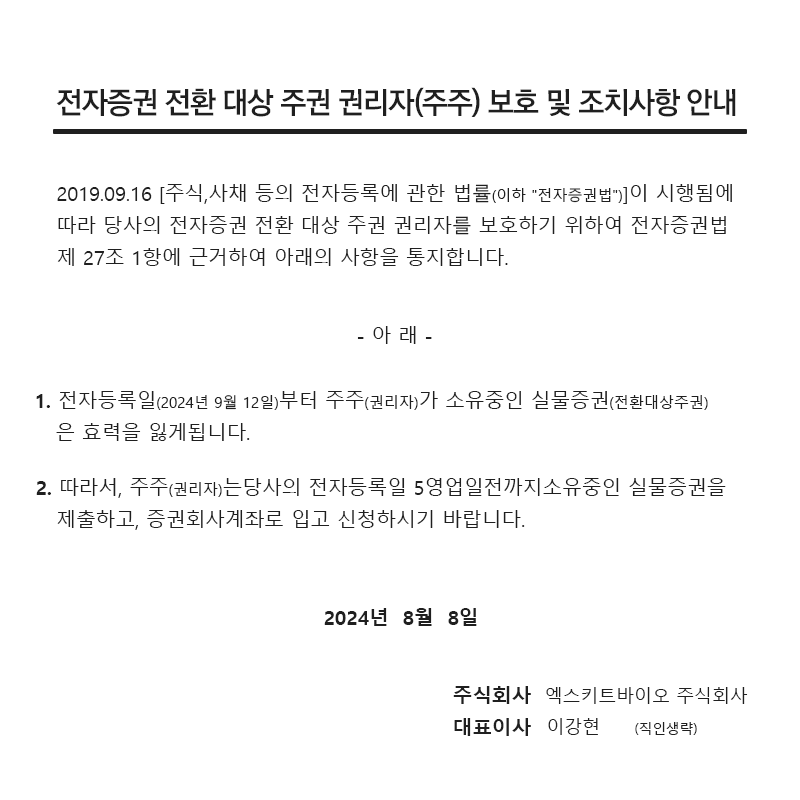 전자증권 전환 대상 주권 권리자(주주) 보호 및 조치사항 안내
2019.09.16 [주식,사채 등의 전자등록에 관한 법률(이하 "전자증권법")]이 시행됨에
따라 당사의 전자증권 전환 대상 주권 권리자를 보호하기 위하여 전자증권법
제 27조 1항에 근거하여 아래의 사항을 통지합니다.
- 아 래 -
1. 전자등록일(2024년 9월 12일)부터 주주(권리자)가 소유중인 실물증권(전환대상주권)
은 효력을 잃게됩니다.
2. 따라서, 주주(권리자)는당사의 전자등록일 5영업일전까지소유중인 실물증권을
제출하고, 증권회사계좌로 입고 신청하시기 바랍니다.
2024년 8월 8일
주식회사 엑스키트바이오 주식회사
대표이사 이강현 (직인생략)